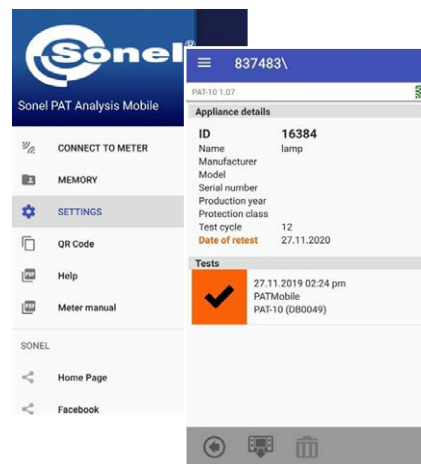 Sonel®
Sonel PAT Analysis Mobile
CONNECT TO METER
MEMORY
SETTINGS
QR Code
PDF Help
PDF Meter manual
SONEL
Home Page
Facebook
837483\
PAT-10 1.07
Appliance details
ID 16384
Name lamp
Manufacturer
Model
Serial number
Production year
Protection class
Test cycle 12
Date of retest 27.11.2020
Tests
27.11.2019 02:24 pm
PATMobile
PAT-10 (DB0049)